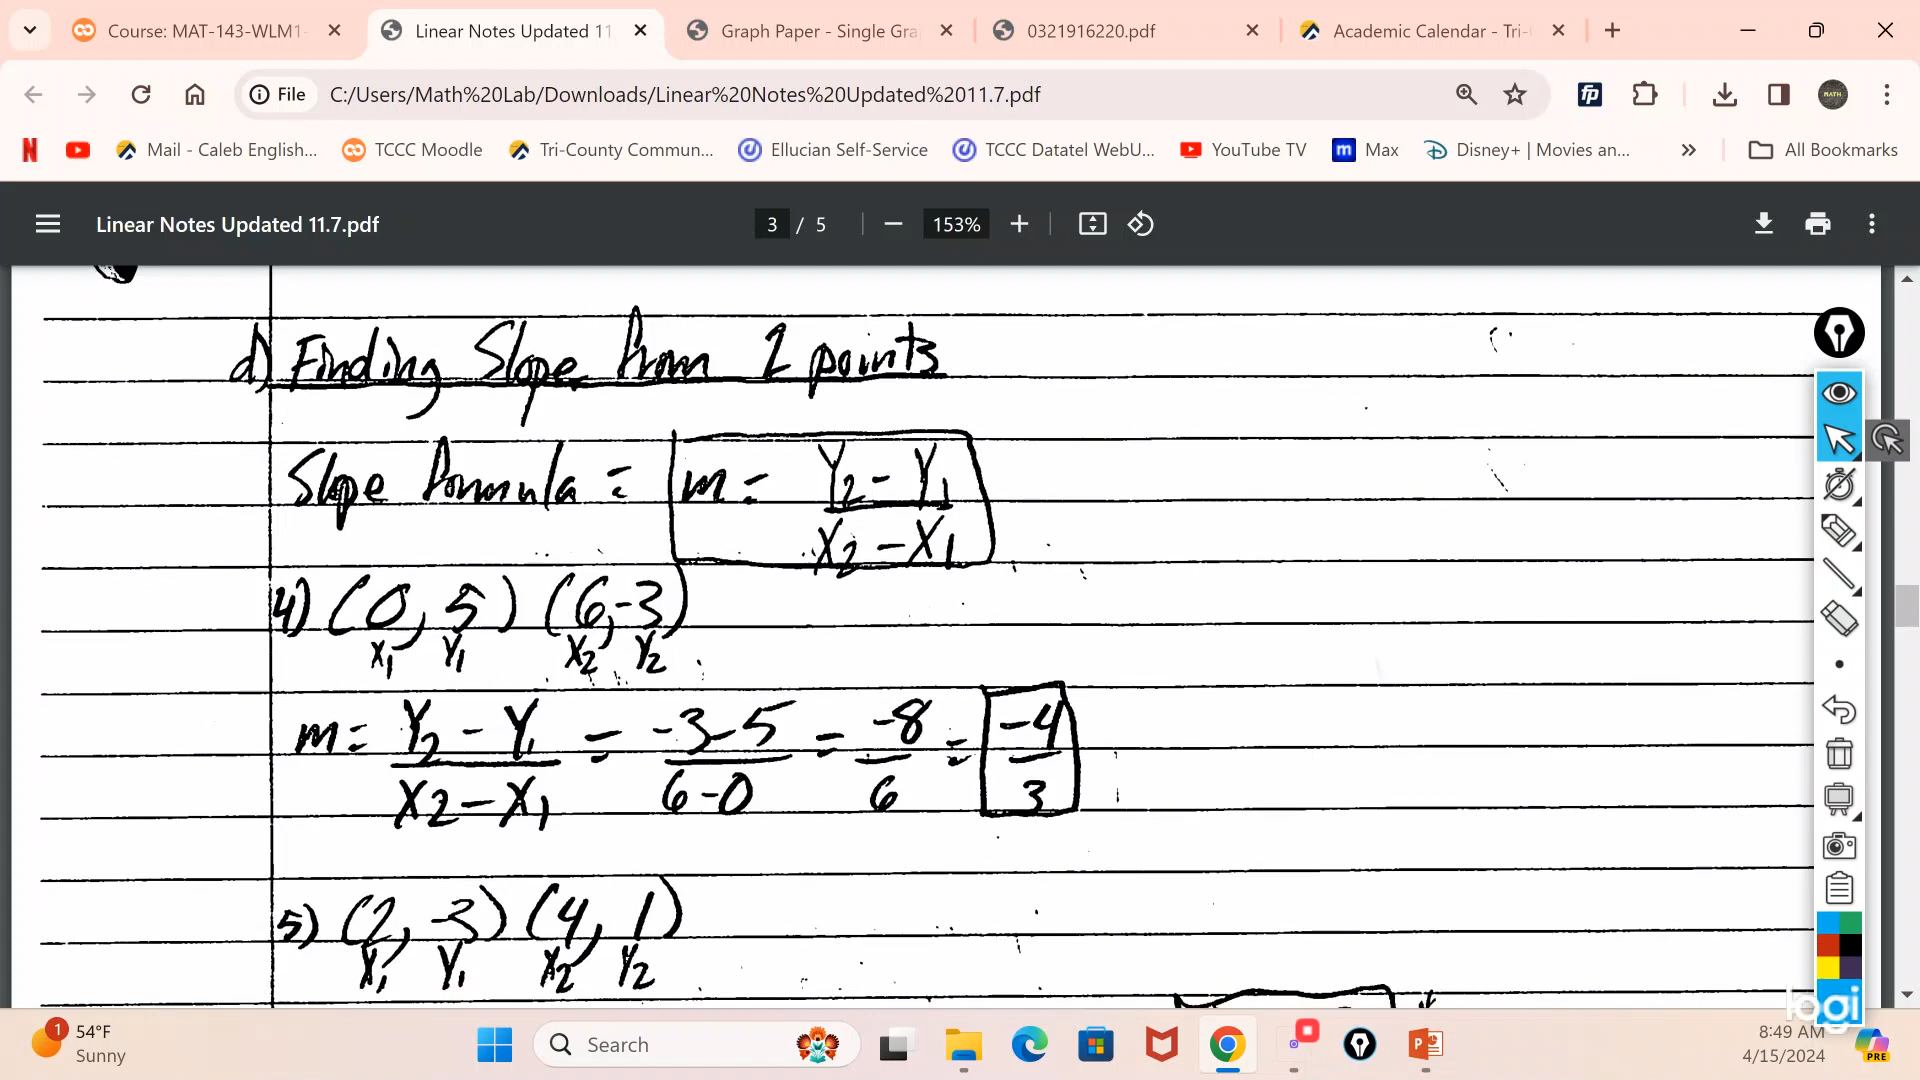 Course: MAT-143-WLM1-
Linear Notes Updated 11
Graph Paper - Single Gra
0321916220.pdf
Academic Calendar - Tri-C
File C:/Users/Math%20Lab/Downloads/Linear%20Notes%20Updated%2011.7.pdf
Mail - Caleb English... TCCC Moodle Tri-County Commun... Ellucian Self-Service TCCC Datatel WebU... YouTube TV Max Disney+ | Movies an... » All Bookmarks
Linear Notes Updated 11.7.pdf 3 / 5 153%
d) Finding Slope from 2 points
Slope formula = m = Y2 - Y1
X2 - X1
4) (0, 5) (6, -3)
X1 Y1 X2 Y2
m = Y2 - Y1 = -3-5 = -8 = -4
X2 - X1 6-0 6 3
5) (2, -3) (4, 1)
X1 Y1 X2 Y2
logi
1 54°F
Sunny
Search
8:49 AM
4/15/2024
PRE